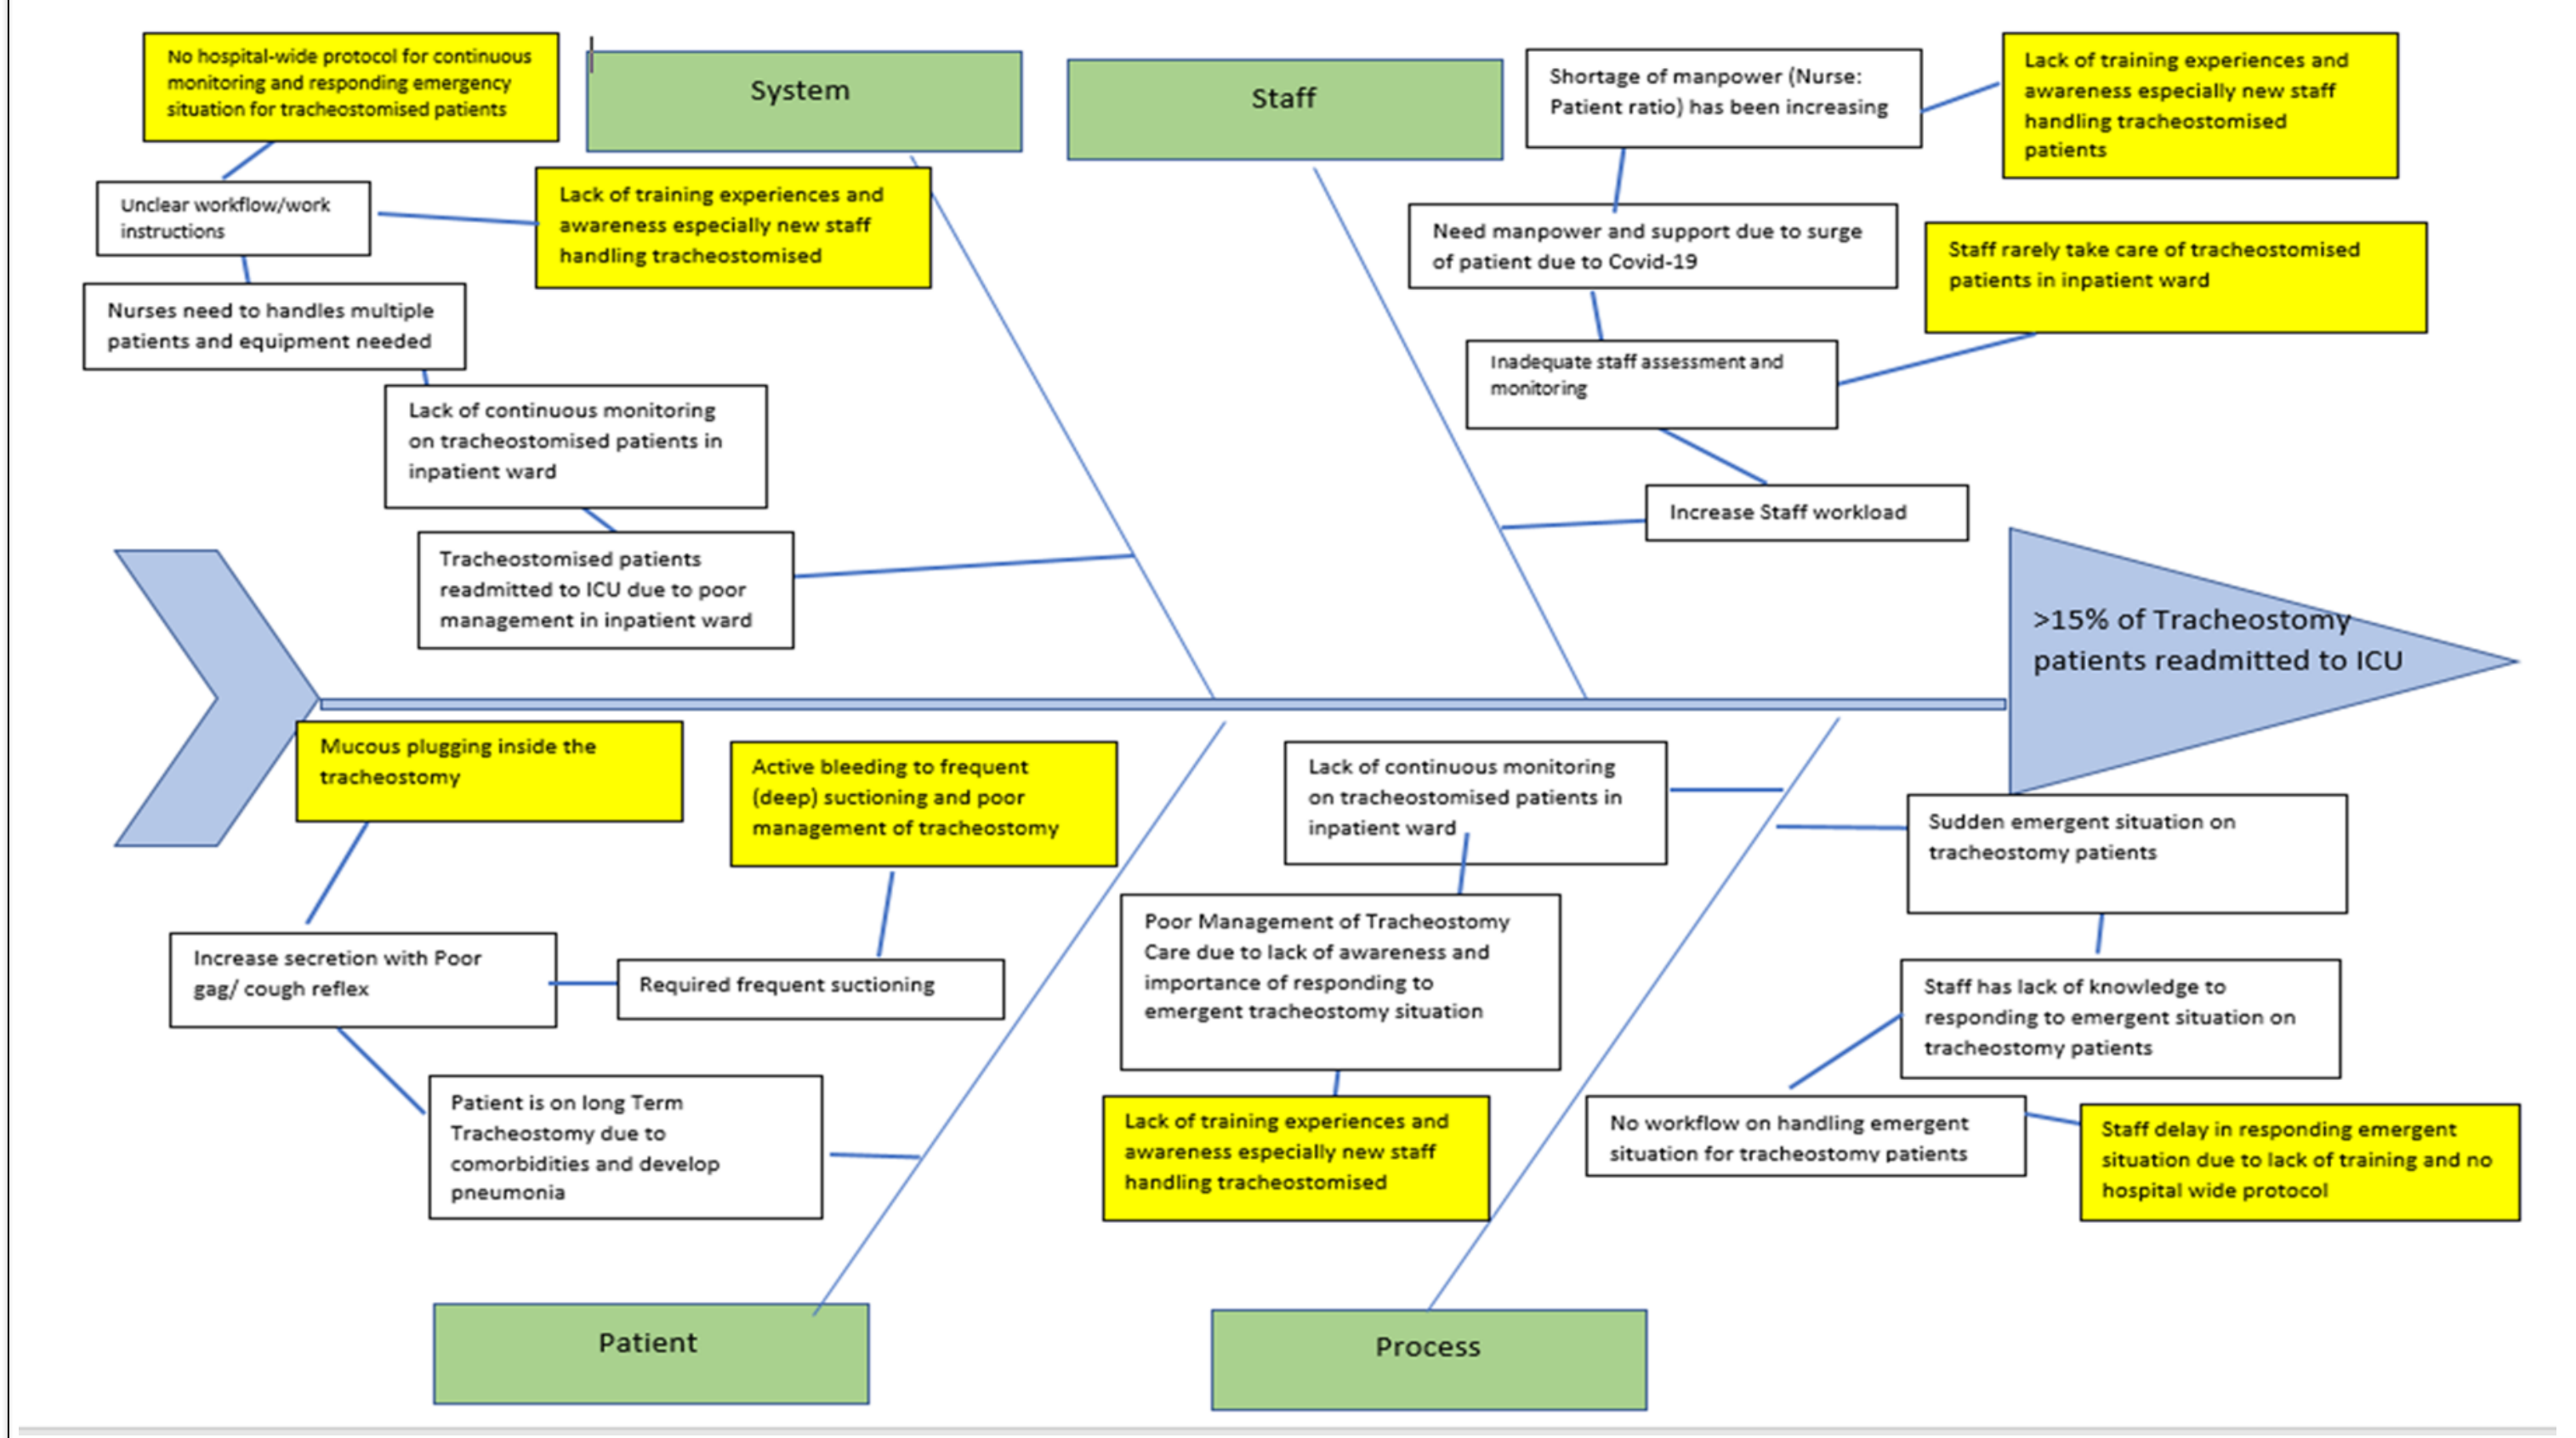 No hospital-wide protocol for continuous
monitoring and responding emergency
situation for tracheostomised patients
System
Staff
Shortage of manpower (Nurse:
Patient ratio) has been increasing
Lack of training experiences and
awareness especially new staff
handling tracheostomised
patients
Unclear workflow/work
instructions
Lack of training experiences and
awareness especially new staff
handling tracheostomised
Need manpower and support due to surge
of patient due to Covid-19
Staff rarely take care of tracheostomised
patients in inpatient ward
Nurses need to handles multiple
patients and equipment needed
Inadequate staff assessment and
monitoring
Lack of continuous monitoring
on tracheostomised patients in
inpatient ward
Increase Staff workload
Tracheostomised patients
readmitted to ICU due to poor
management in inpatient ward
>15% of Tracheostomy
patients readmitted to ICU
Mucous plugging inside the
tracheostomy
Active bleeding to frequent
(deep) suctioning and poor
management of tracheostomy
Lack of continuous monitoring
on tracheostomised patients in
inpatient ward
Sudden emergent situation on
tracheostomy patients
Increase secretion with Poor
gag/ cough reflex
Required frequent suctioning
Poor Management of Tracheostomy
Care due to lack of awareness and
importance of responding to
emergent tracheostomy situation
Staff has lack of knowledge to
responding to emergent situation on
tracheostomy patients
Patient is on long Term
Tracheostomy due to
comorbidities and develop
pneumonia
Lack of training experiences and
awareness especially new staff
handling tracheostomised
No workflow on handling emergent
situation for tracheostomy patients
Staff delay in responding emergent
situation due to lack of training and no
hospital wide protocol
Patient
Process